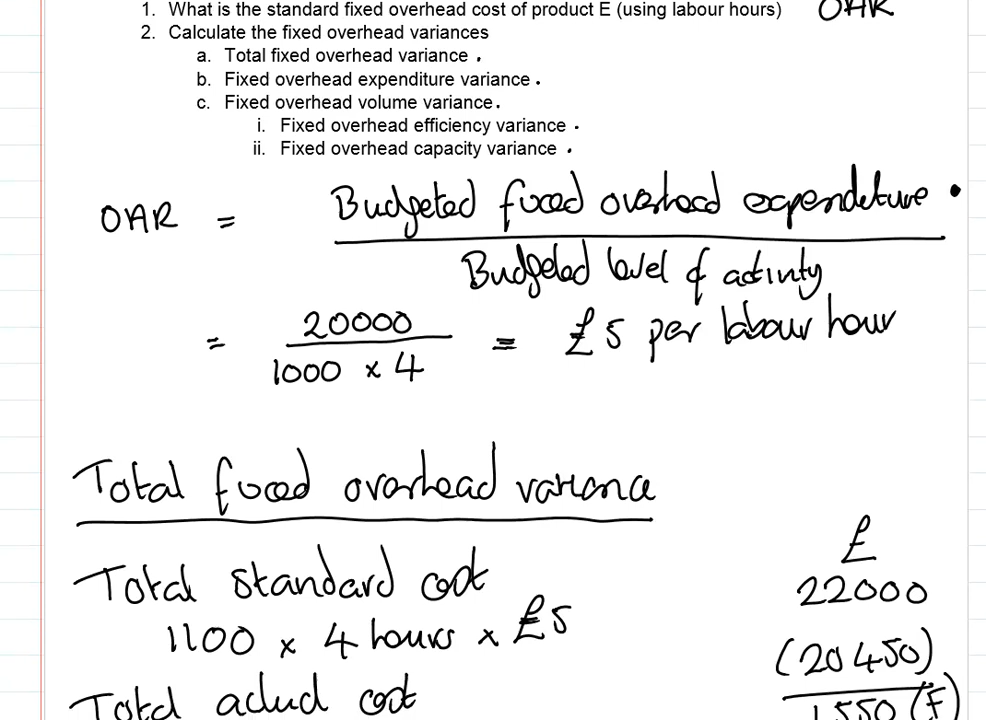 1. What is the standard fixed overhead cost of product E (using labour hours) OAR
2. Calculate the fixed overhead variances
a. Total fixed overhead variance .
b. Fixed overhead expenditure variance .
c. Fixed overhead volume variance .
i. Fixed overhead efficiency variance .
ii. Fixed overhead capacity variance .
OAR = Budgeted fixed overhead expenditure .
Budgeted level of activity
= 20000 = £5 per labour hour
1000 x 4
Total fixed overhead variance
£
Total standard cost 22000
1100 x 4 hours x £5
(20450)
Total actual cost
1550 (F)